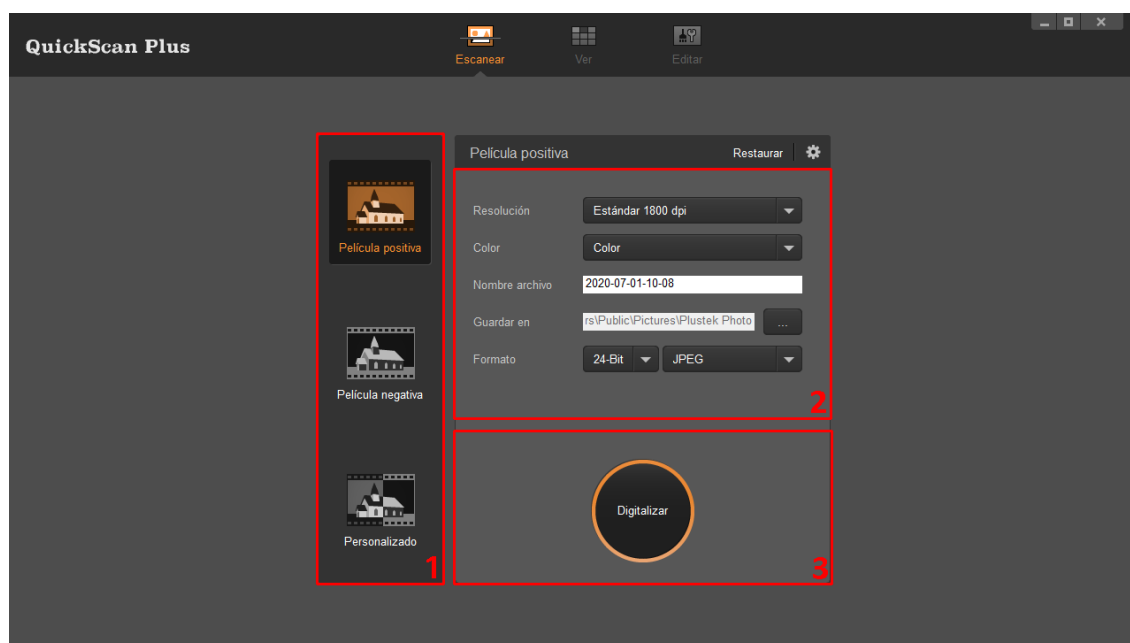 QuickScan Plus
Escanear
Ver
Editar
Película positiva
Película negativa
Personalizado
1
Película positiva
Restaurar
Resolución
Estándar 1800 dpi
Color
Color
Nombre archivo
2020-07-01-10-08
Guardar en
rs\Public\Pictures\Plustek Photo
...
Formato
24-Bit
JPEG
2
Digitalizar
3